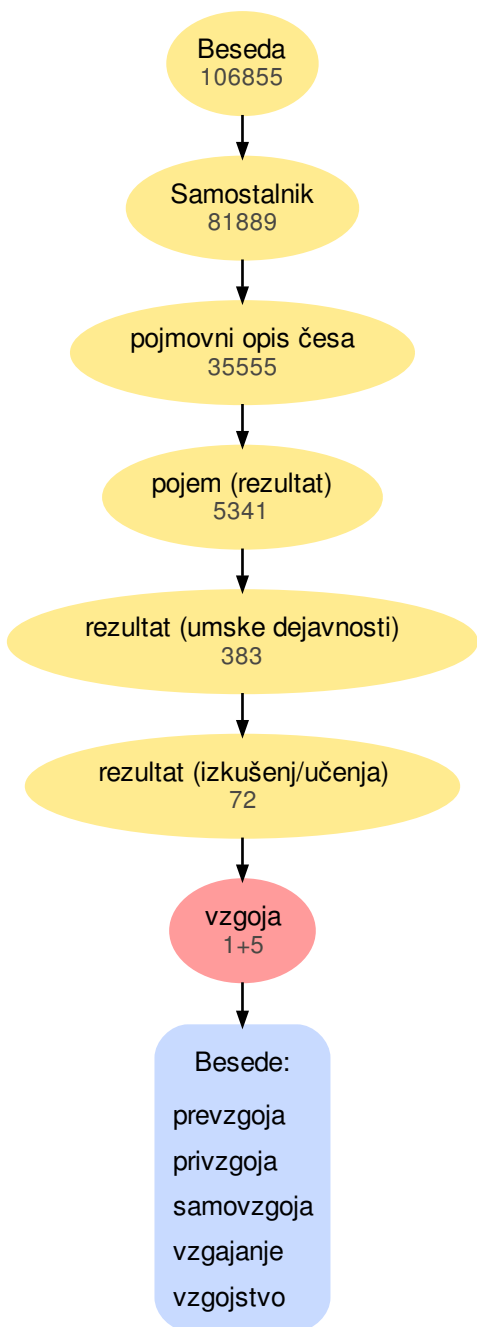 Beseda
106855
Samostalnik
81889
pojmovni opis česa
35555
pojem (rezultat)
5341
rezultat (umske dejavnosti)
383
rezultat (izkušenj/učenja)
72
vzgoja
1+5
Besede:
prevzgoja
privzgoja
samovzgoja
vzgajanje
vzgojstvo